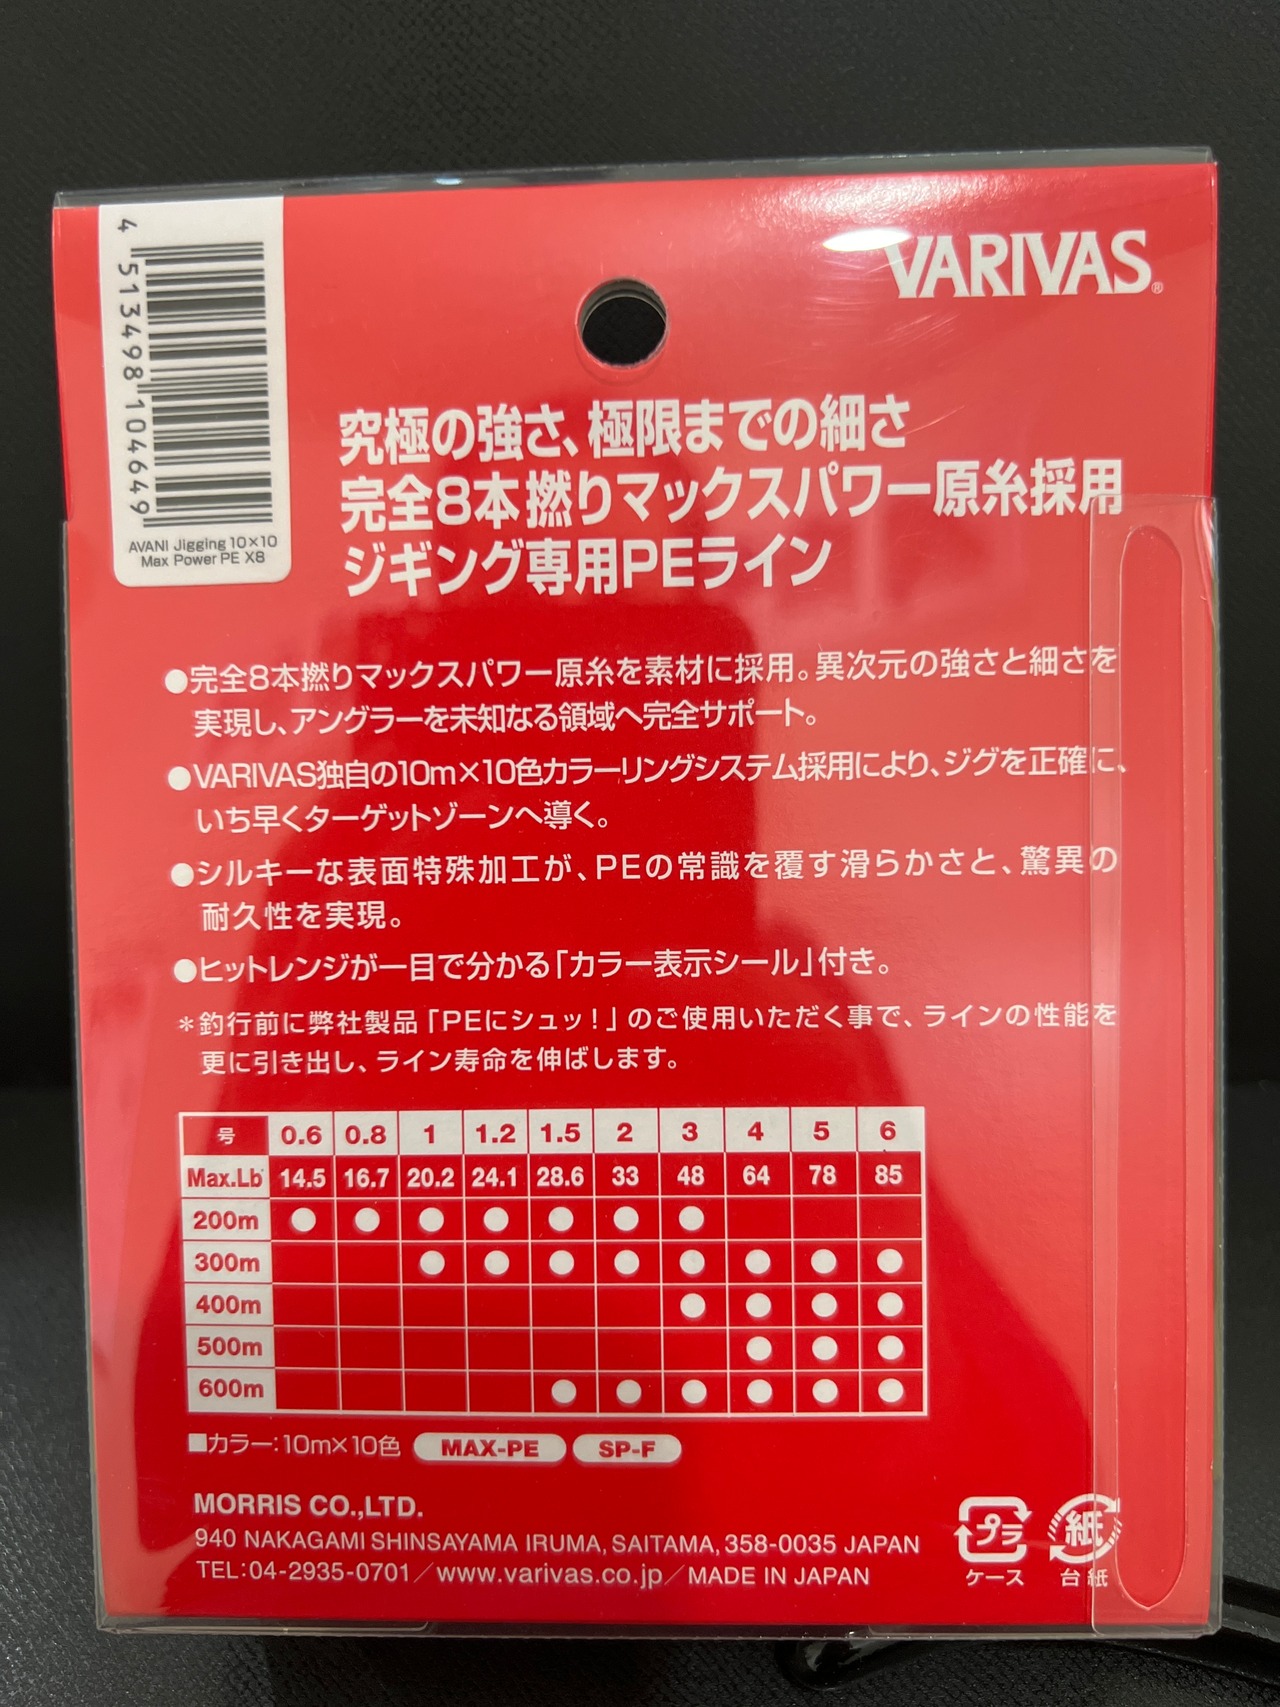 VARIVAS®
4 513498 104649
AVANI Jigging 10×10
Max Power PE X8
究極の強さ、極限までの細さ
完全8本撚りマックスパワー原糸採用
ジギング専用PEライン
●完全8本撚りマックスパワー原糸を素材に採用。異次元の強さと細さを
実現し、アングラーを未知なる領域へ完全サポート。
●VARIVAS独自の10m×10色カラーリングシステム採用により、ジグを正確に、
いち早くターゲットゾーンへ導く。
●シルキーな表面特殊加工が、PEの常識を覆す滑らかさと、驚異の
耐久性を実現。
●ヒットレンジが一目で分かる「カラー表示シール」付き。
＊釣行前に弊社製品「PEにシュッ！」のご使用いただく事で、ラインの性能を
更に引き出し、ライン寿命を伸ばします。
号 0.6 0.8 1 1.2 1.5 2 3 4 5 6
Max.Lb 14.5 16.7 20.2 24.1 28.6 33 48 64 78 85
200m ● ● ● ● ● ● ●
300m ● ● ● ● ● ● ● ●
400m ● ● ● ●
500m ● ● ●
600m ● ● ● ● ● ●
■カラー：10m×10色 MAX-PE SP-F
MORRIS CO.,LTD.
940 NAKAGAMI SHINSAYAMA IRUMA, SAITAMA, 358-0035 JAPAN
TEL:04-2935-0701／www.varivas.co.jp／MADE IN JAPAN
プラ 紙
ケース 台紙